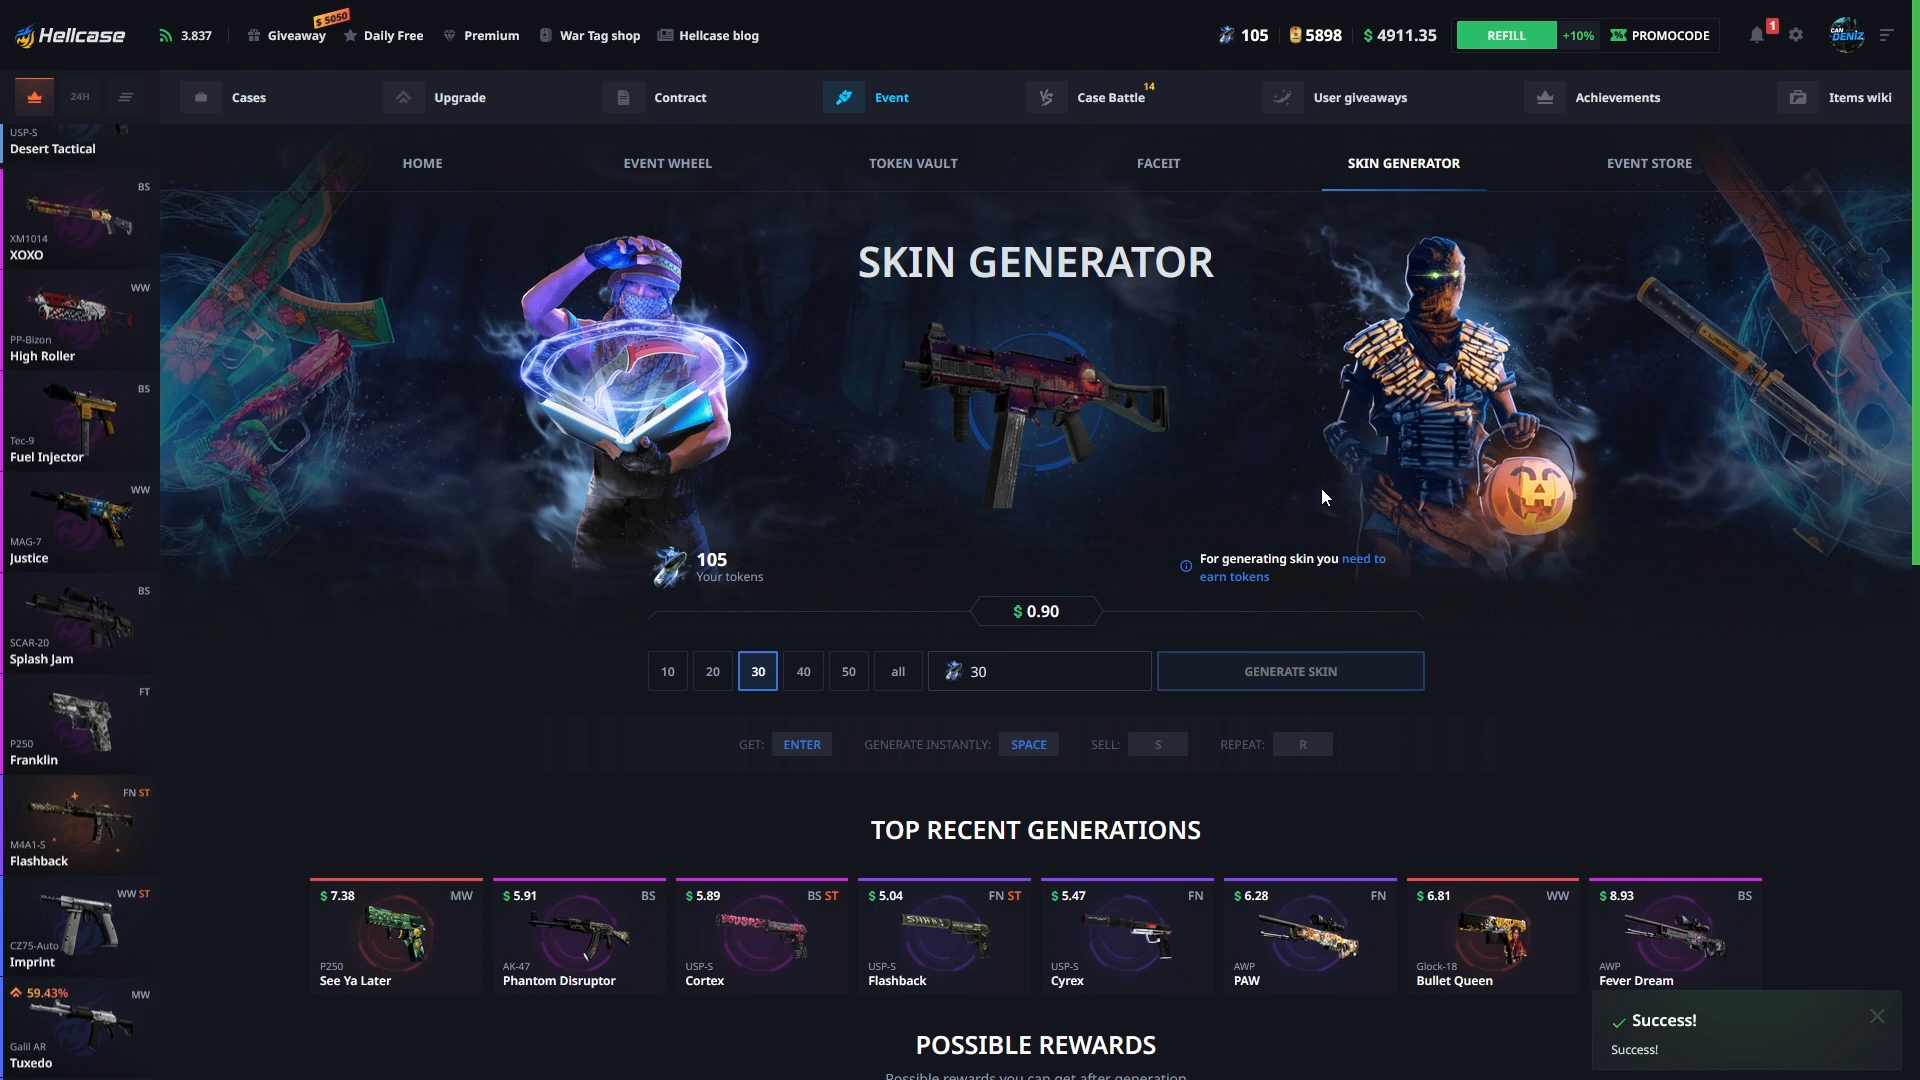 Hellcase
3.837
$ 5050
Giveaway
Daily Free
Premium
War Tag shop
Hellcase blog
105
5898
$ 4911.35
REFILL
+10%
PROMOCODE
1
CAN
DENIZ
24H
Cases
Upgrade
Contract
Event
Case Battle
14
User giveaways
Achievements
Items wiki
HOME
EVENT WHEEL
TOKEN VAULT
FACEIT
SKIN GENERATOR
EVENT STORE
USP-S
Desert Tactical
BS
XM1014
XOXO
WW
PP-Bizon
High Roller
BS
Tec-9
Fuel Injector
WW
MAG-7
Justice
BS
SCAR-20
Splash Jam
FT
P250
Franklin
FN ST
M4A1-S
Flashback
WW ST
CZ75-Auto
Imprint
59.43%
MW
Galil AR
Tuxedo
SKIN GENERATOR
105
Your tokens
For generating skin you need to
earn tokens
$ 0.90
10
20
30
40
50
all
30
GENERATE SKIN
GET: ENTER
GENERATE INSTANTLY: SPACE
SELL: S
REPEAT: R
TOP RECENT GENERATIONS
$ 7.38 MW
P250
See Ya Later
$ 5.91 BS
AK-47
Phantom Disruptor
$ 5.89 BS ST
USP-S
Cortex
$ 5.04 FN ST
USP-S
Flashback
$ 5.47 FN
USP-S
Cyrex
$ 6.28 FN
AWP
PAW
$ 6.81 WW
Glock-18
Bullet Queen
$ 8.93 BS
AWP
Fever Dream
POSSIBLE REWARDS
Possible rewards you can get after generation
Success!
Success!